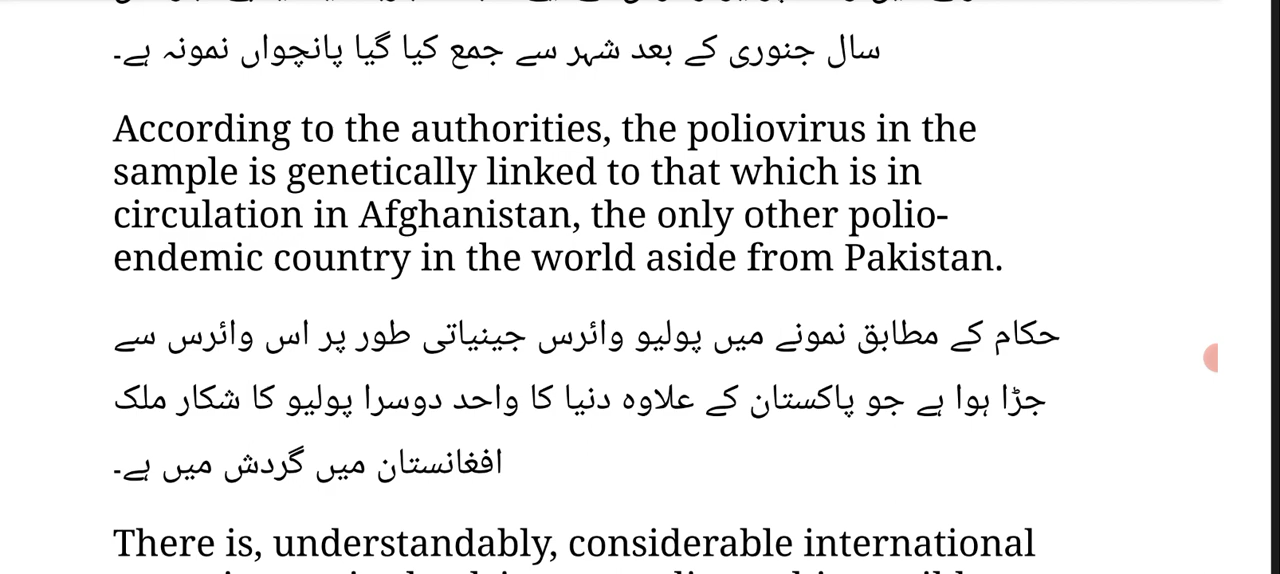 سال جنوری کے بعد شہر سے جمع کیا گیا پانچواں نمونہ ہے۔
According to the authorities, the poliovirus in the
sample is genetically linked to that which is in
circulation in Afghanistan, the only other polio-
endemic country in the world aside from Pakistan.
حکام کے مطابق نمونے میں پولیو وائرس جینیاتی طور پر اس وائرس سے
جڑا ہوا ہے جو پاکستان کے علاوہ دنیا کا واحد دوسرا پولیو کا شکار ملک
افغانستان میں گردش میں ہے۔
There is, understandably, considerable international